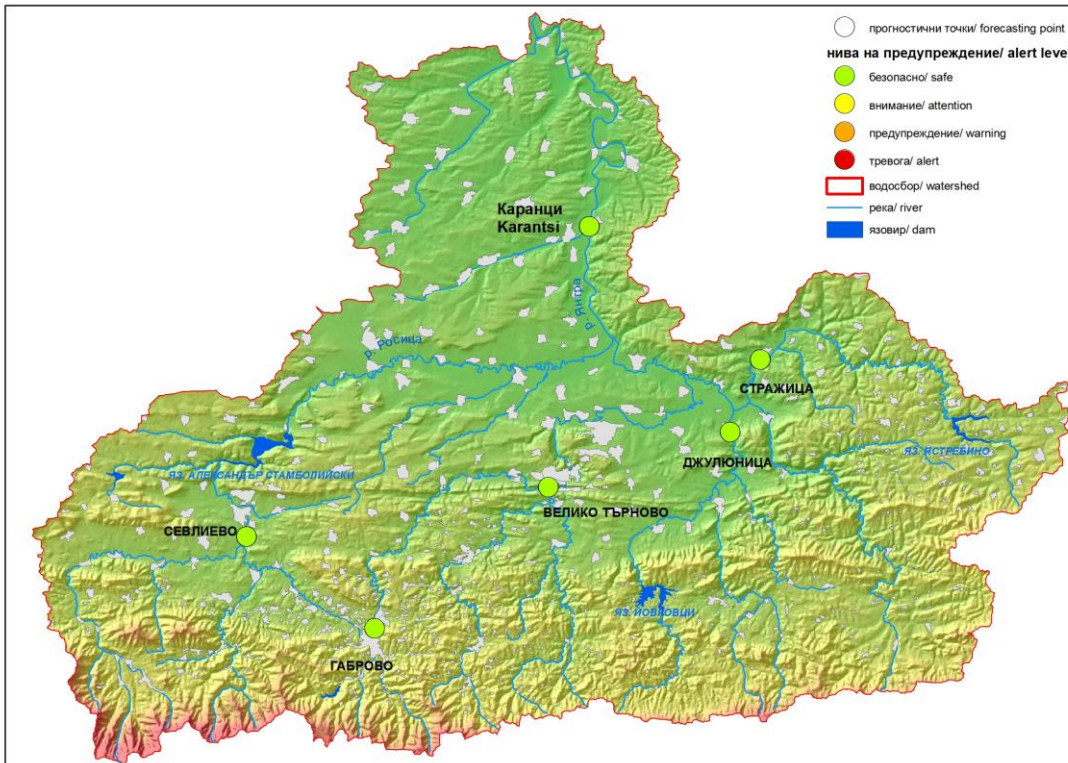 прогностични точки/ forecasting point
нива на предупреждение/ alert leve
безопасно/ safe
внимание/ attention
предупреждение/ warning
тревога/ alert
водосбор/ watershed
река/ river
язовир/ dam
Каранци
Karantsi
р. Янтра
р. Росица
СТРАЖИЦА
ДЖУЛЮНИЦА
ЯЗ. ЯСТРЕБИНО
ЯЗ. АЛЕКСАНДЪР СТАМБОЛИЙСКИ
ВЕЛИКО ТЪРНОВО
СЕВЛИЕВО
ЯЗ. ЙОВКОВЦИ
ГАБРОВО